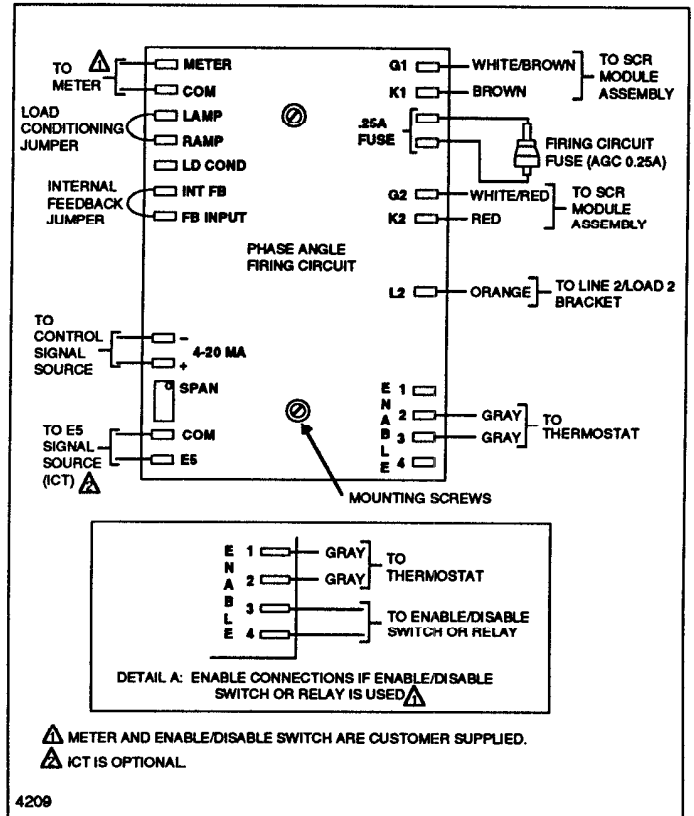 TO
METER
1
METER
COM
LOAD
CONDITIONING
JUMPER
LAMP
RAMP
LD COND
INTERNAL
FEEDBACK
JUMPER
INT FB
FB INPUT
PHASE ANGLE
FIRING CIRCUIT
TO
CONTROL
SIGNAL
SOURCE
-
4-20 MA
+
SPAN
TO E5
SIGNAL
SOURCE
(ICT) 2
COM
E5
G1 WHITE/BROWN
K1 BROWN
TO SCR
MODULE
ASSEMBLY
.25A
FUSE
FIRING CIRCUIT
FUSE (AGC 0.25A)
G2 WHITE/RED
K2 RED
TO SCR
MODULE
ASSEMBLY
L2 ORANGE
TO LINE 2/LOAD 2
BRACKET
ENABLE
1
2 GRAY
3 GRAY
4
TO
THERMOSTAT
MOUNTING SCREWS
ENABLE
1 GRAY
2 GRAY
TO
THERMOSTAT
3
4
TO ENABLE/DISABLE
SWITCH OR RELAY
DETAIL A: ENABLE CONNECTIONS IF ENABLE/DISABLE
SWITCH OR RELAY IS USED 1
1 METER AND ENABLE/DISABLE SWITCH ARE CUSTOMER SUPPLIED.
2 ICT IS OPTIONAL.
4209